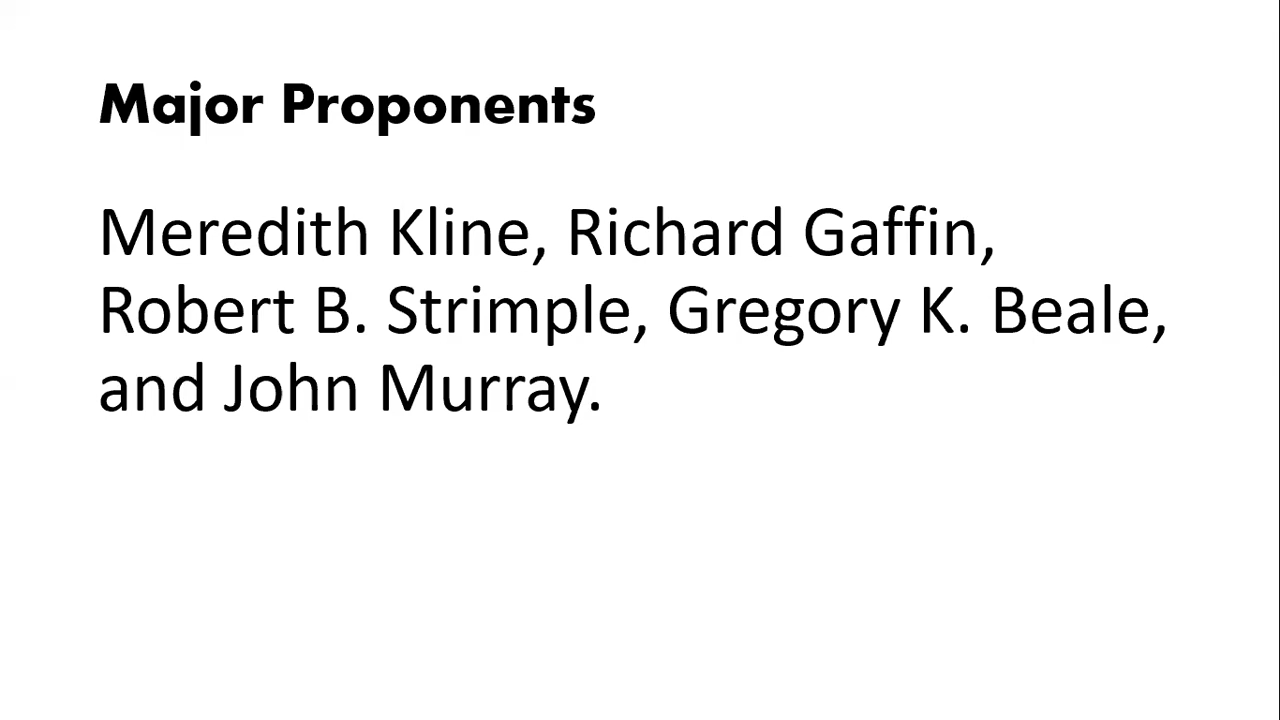 Major Proponents
Meredith Kline, Richard Gaffin,
Robert B. Strimple, Gregory K. Beale,
and John Murray.